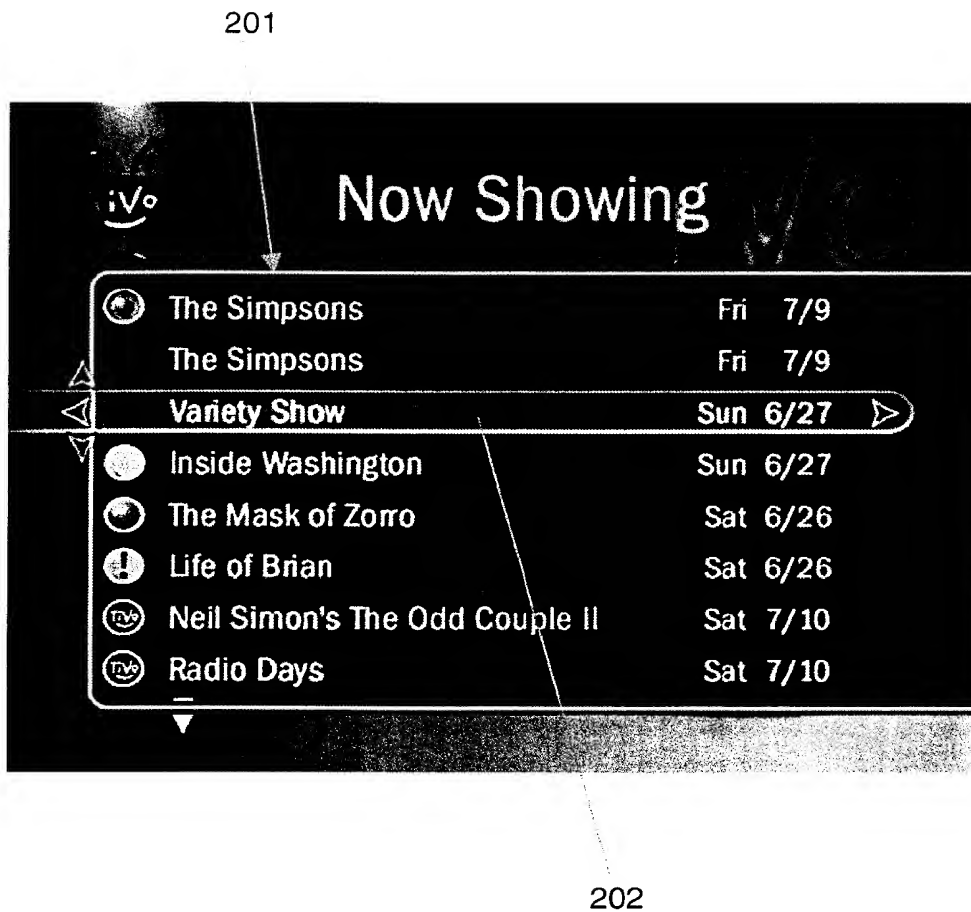 201
TiVo
Now Showing
The Simpsons Fri 7/9
The Simpsons Fri 7/9
Variety Show Sun 6/27
Inside Washington Sun 6/27
The Mask of Zorro Sat 6/26
! Life of Brian Sat 6/26
TiVo Neil Simon's The Odd Couple II Sat 7/10
TiVo Radio Days Sat 7/10
202